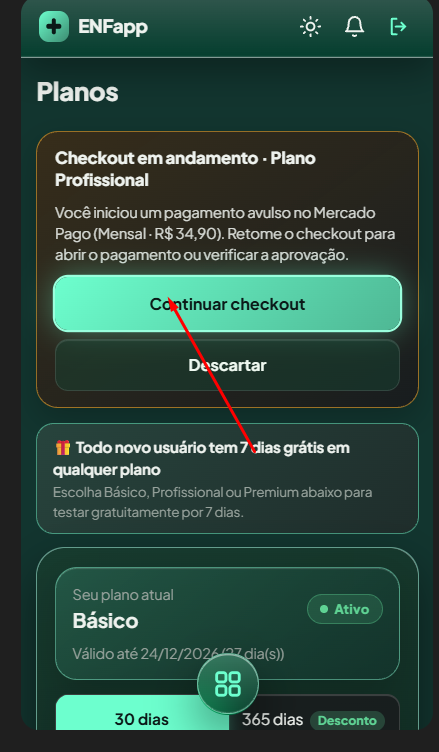 ENFapp
Planos
Checkout em andamento · Plano
Profissional
Você iniciou um pagamento avulso no Mercado
Pago (Mensal · R$ 34,90). Retome o checkout para
abrir o pagamento ou verificar a aprovação.
Continuar checkout
Descartar
Todo novo usuário tem 7 dias grátis em
qualquer plano
Escolha Básico, Profissional ou Premium abaixo para
testar gratuitamente por 7 dias.
Seu plano atual
Básico
Ativo
Válido até 24/12/2026 dia(s))
30 dias
365 dias Desconto